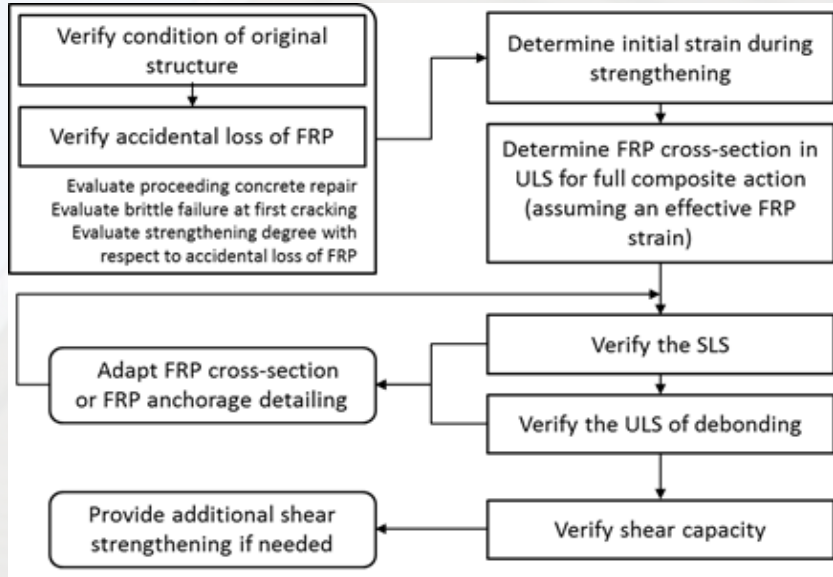 Verify condition of original
structure
Verify accidental loss of FRP
Evaluate proceeding concrete repair
Evaluate brittle failure at first cracking
Evaluate strengthening degree with
respect to accidental loss of FRP
Determine initial strain during
strengthening
Determine FRP cross-section in
ULS for full composite action
(assuming an effective FRP
strain)
Verify the SLS
Adapt FRP cross-section
or FRP anchorage detailing
Verify the ULS of debonding
Provide additional shear
strengthening if needed
Verify shear capacity